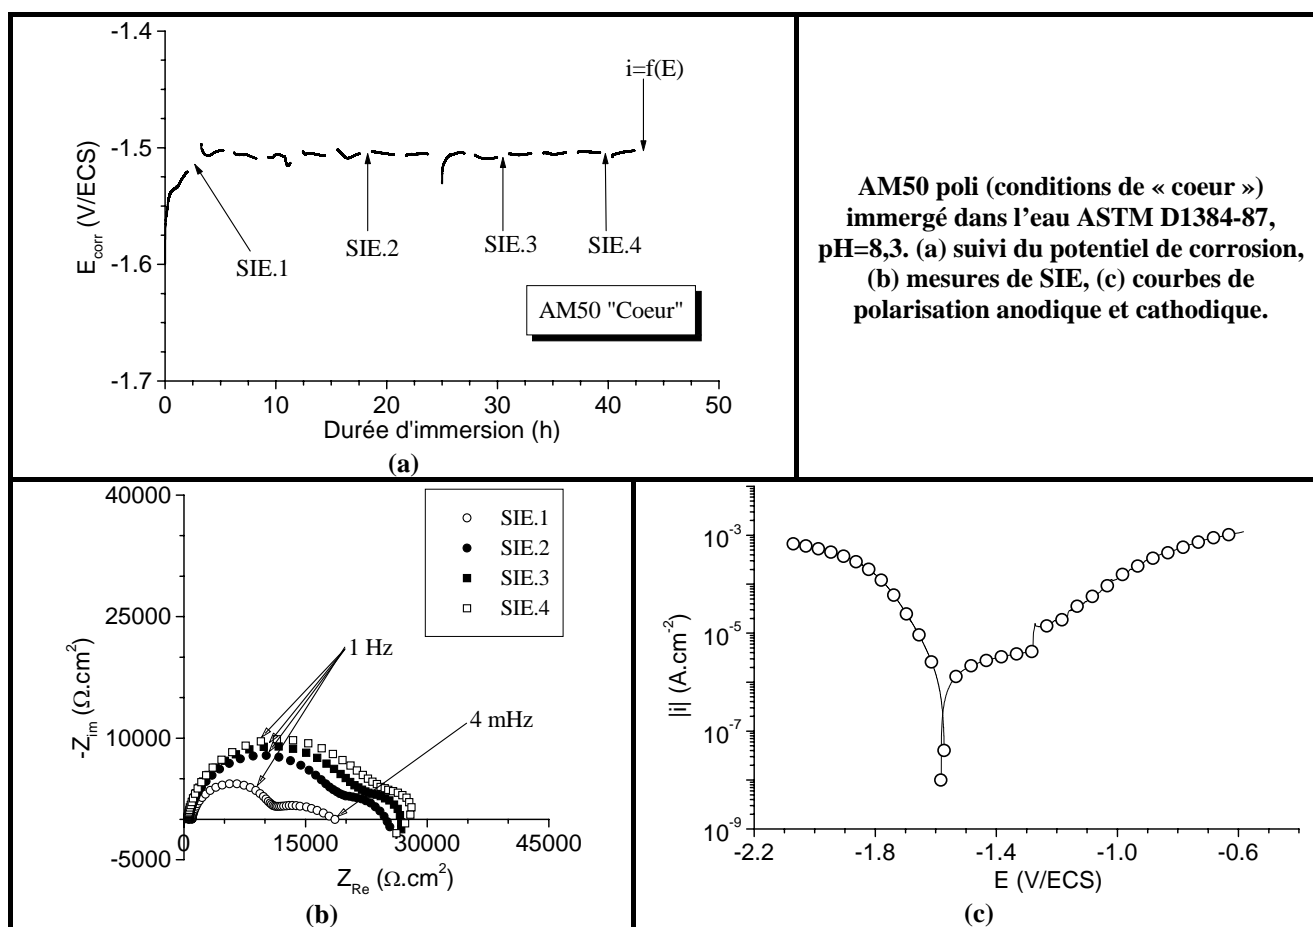 -1.4
-1.5
-1.6
-1.7
E_corr (V/ECS)
i=f(E)
SIE.1
SIE.2
SIE.3
SIE.4
AM50 "Coeur"
0 10 20 30 40 50
Durée d'immersion (h)
(a)
AM50 poli (conditions de « coeur »)
immergé dans l'eau ASTM D1384-87,
pH=8,3. (a) suivi du potentiel de corrosion,
(b) mesures de SIE, (c) courbes de
polarisation anodique et cathodique.
40000
25000
10000
0
-5000
-Z_im (Ω.cm²)
SIE.1
SIE.2
SIE.3
SIE.4
1 Hz
4 mHz
0 15000 30000 45000
Z_Re (Ω.cm²)
(b)
10⁻³
10⁻⁵
10⁻⁷
10⁻⁹
|i| (A.cm⁻²)
-2.2 -1.8 -1.4 -1.0 -0.6
E (V/ECS)
(c)